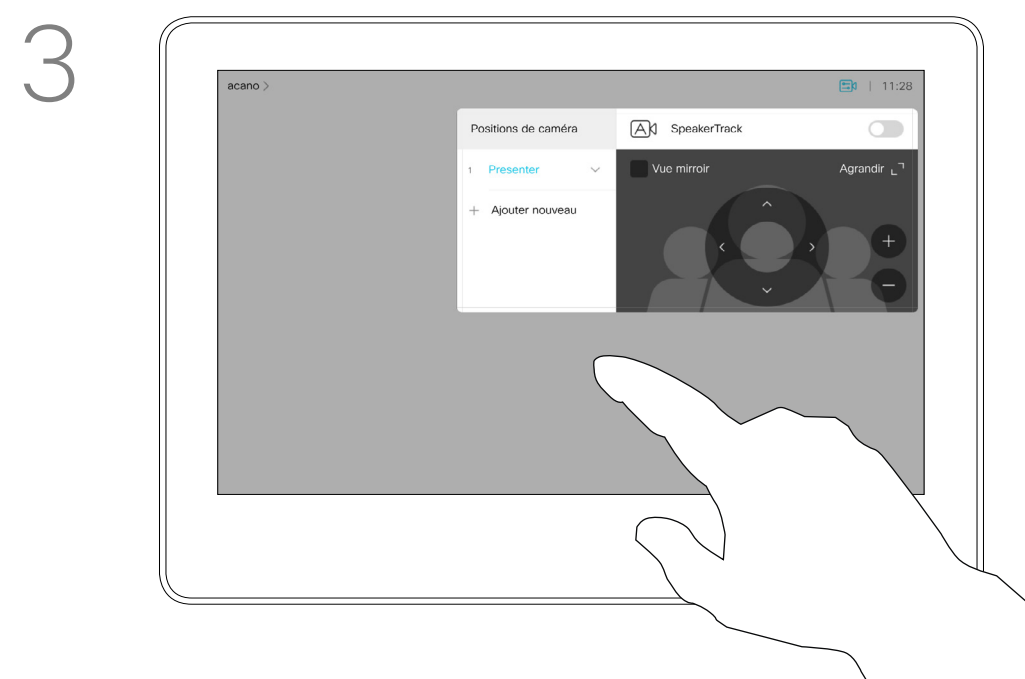 3
acano >
| 11:28
Positions de caméra
A SpeakerTrack
1 Presenter
Vue mirroir
Agrandir
+ Ajouter nouveau
+
−